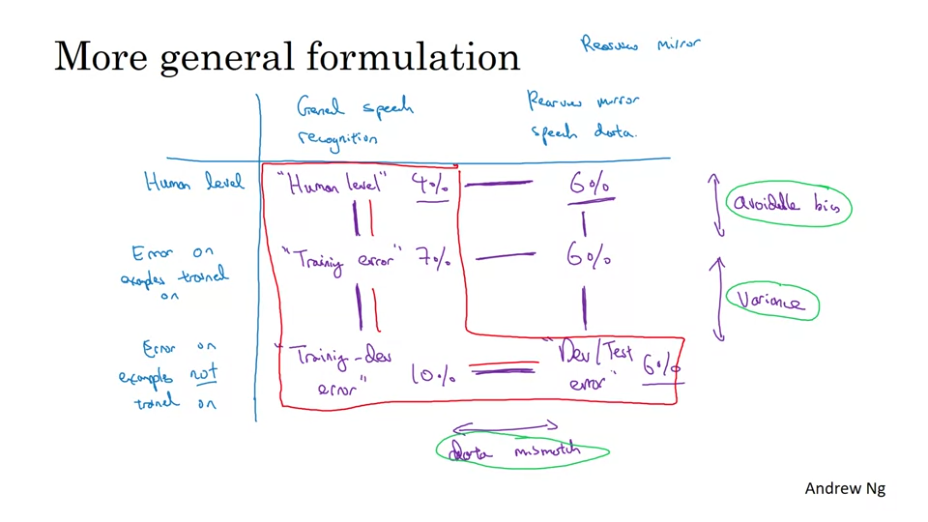 More general formulation
Rearview mirror
General speech
recognition
Rearview mirror
speech data.
Human level
"Human level" 4% 6%
avoidable bias
Error on
examples trained
on
"Training error" 7% 6%
Variance
Error on
examples not
trained on
"Training-dev
error" 10%
"Dev/Test
error" 6%
data mismatch
Andrew Ng